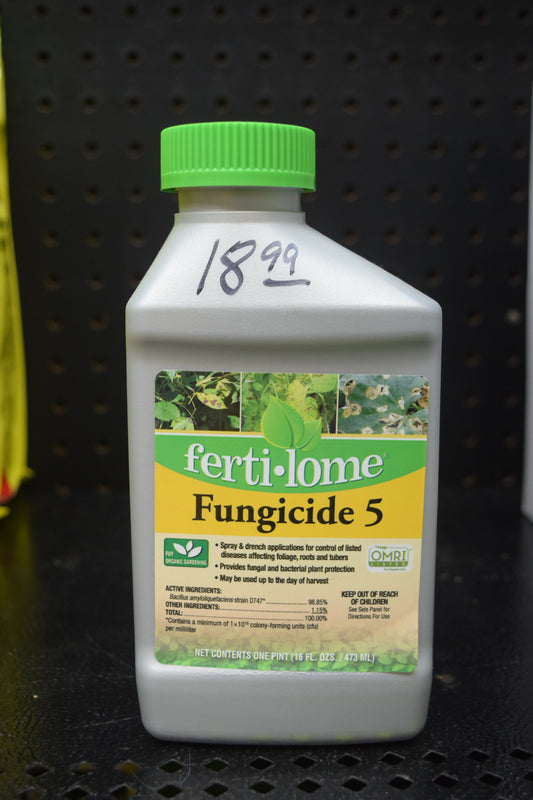 18.99
ferti•lome
Fungicide 5
FOR
ORGANIC GARDENING
• Spray & drench applications for control of listed
diseases affecting foliage, roots and tubers
• Provides fungal and bacterial plant protection
• May be used up to the day of harvest
OMRI
LISTED
For Organic Use
ACTIVE INGREDIENTS:
Bacillus amyloliquefaciens strain D747* 98.85%
OTHER INGREDIENTS: 1.15%
TOTAL: 100.00%
*Contains a minimum of 1×10¹⁰ colony-forming units (cfu)
per milliliter
KEEP OUT OF REACH
OF CHILDREN
See Side Panel for
Directions For Use
NET CONTENTS ONE PINT (16 FL. OZS. / 473 ML)